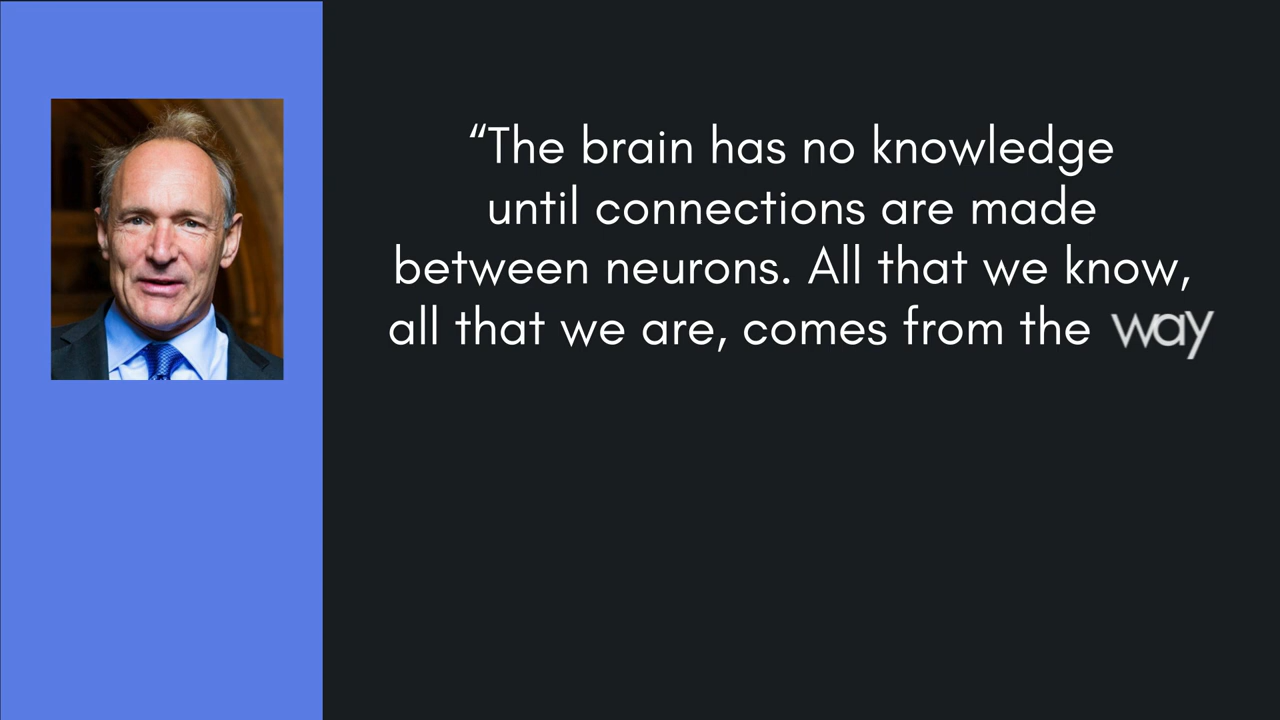 “The brain has no knowledge
until connections are made
between neurons. All that we know,
all that we are, comes from the way